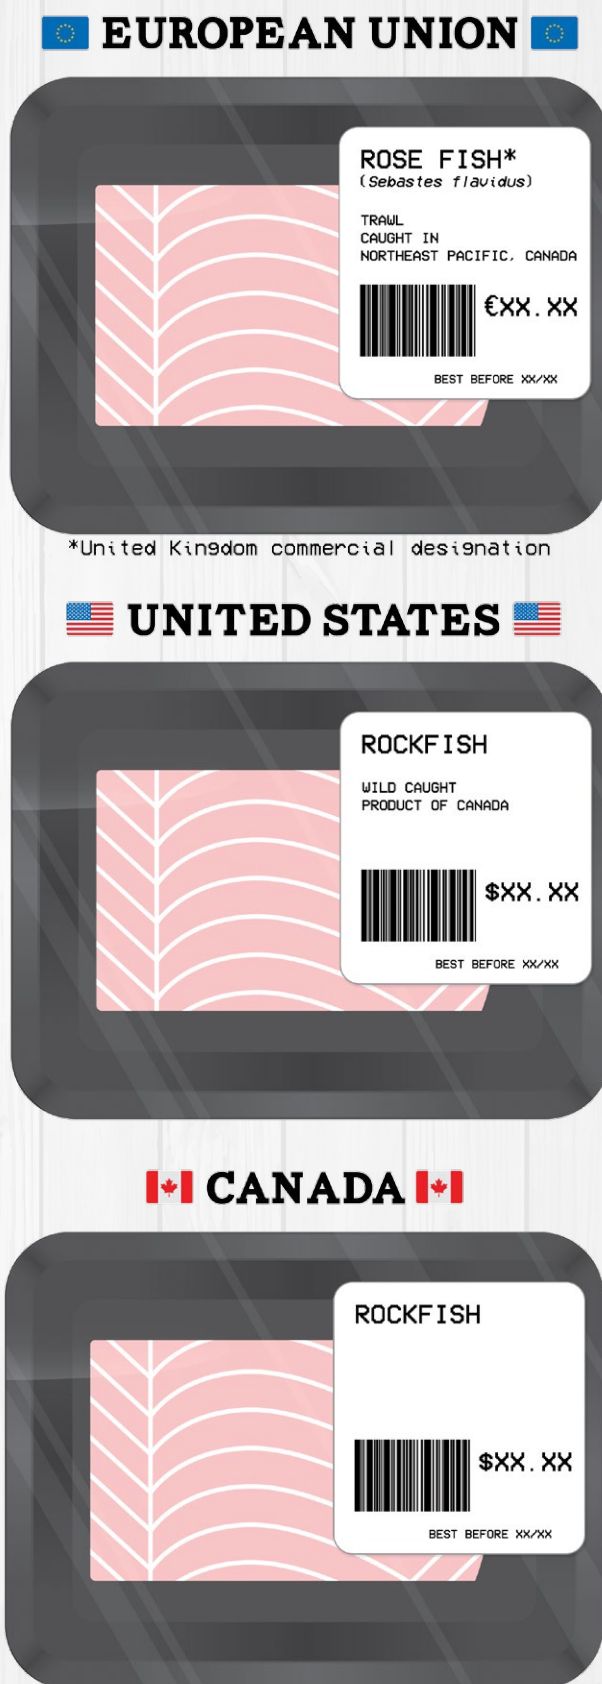 EUROPEAN UNION
ROSE FISH*
(Sebastes flavidus)
TRAWL
CAUGHT IN
NORTHEAST PACIFIC, CANADA
€XX.XX
BEST BEFORE XX/XX
*United Kingdom commercial designation
UNITED STATES
ROCKFISH
WILD CAUGHT
PRODUCT OF CANADA
$XX.XX
BEST BEFORE XX/XX
CANADA
ROCKFISH
$XX.XX
BEST BEFORE XX/XX